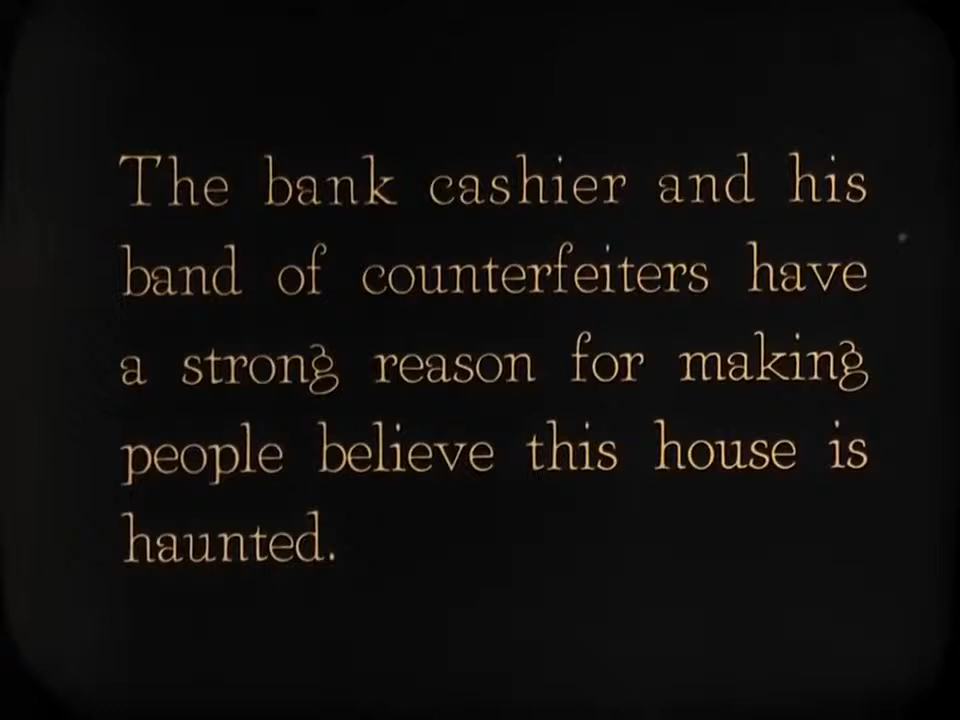 The bank cashier and his
band of counterfeiters have
a strong reason for making
people believe this house is
haunted.